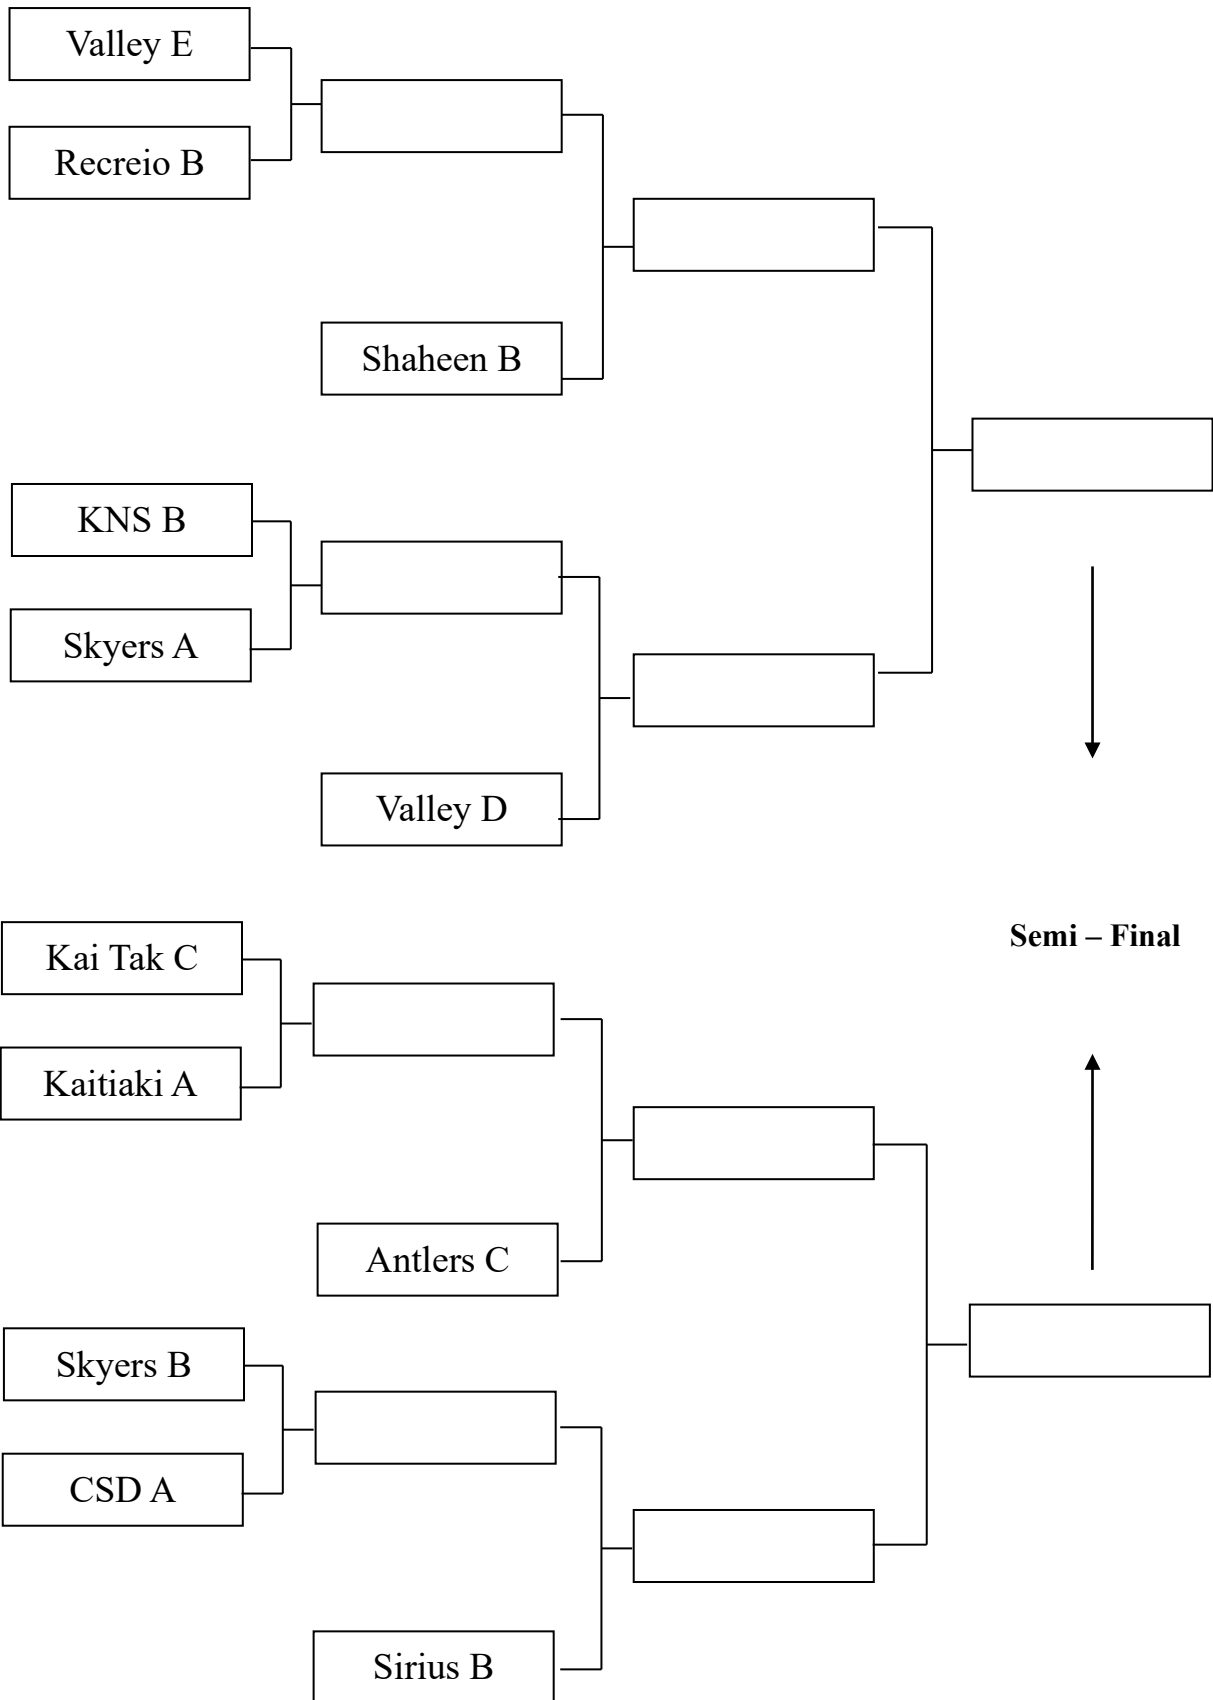 Valley E
Recreio B
Shaheen B
KNS B
Skyers A
Valley D
Semi – Final
Kai Tak C
Kaitiaki A
Antlers C
Skyers B
CSD A
Sirius B